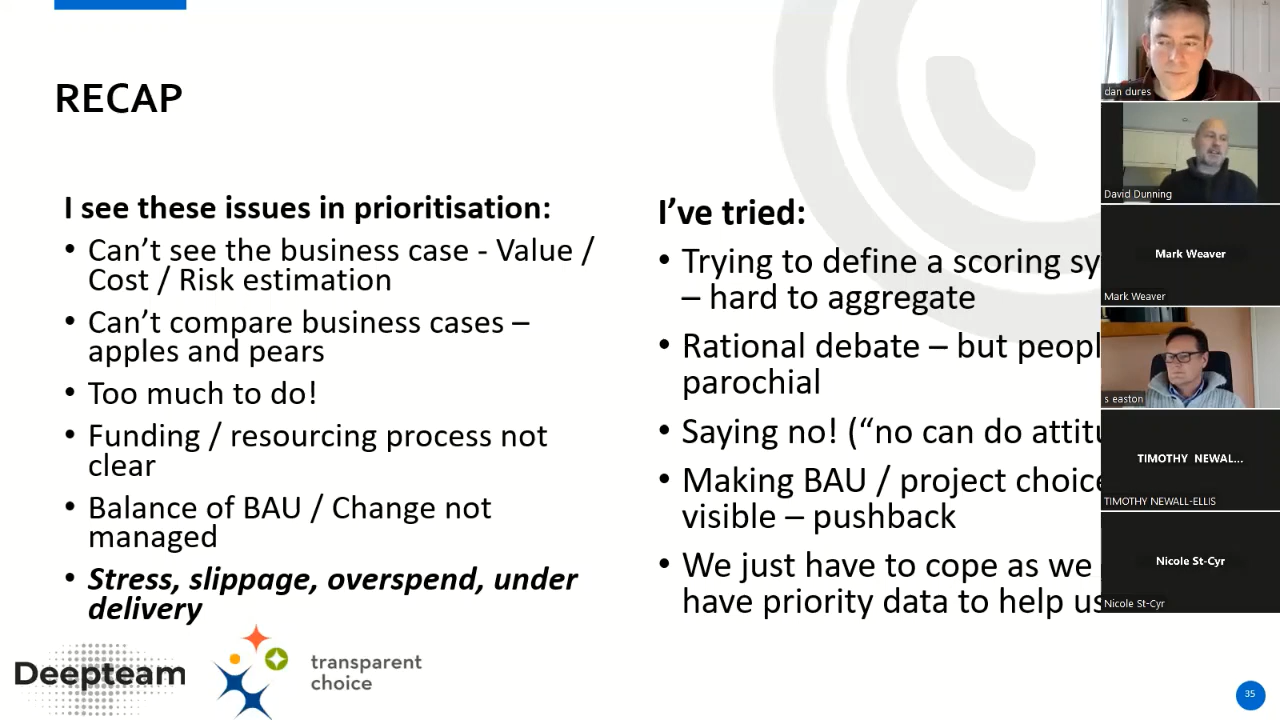 RECAP
I see these issues in prioritisation:
• Can’t see the business case - Value /
Cost / Risk estimation
• Can’t compare business cases –
apples and pears
• Too much to do!
• Funding / resourcing process not
clear
• Balance of BAU / Change not
managed
• Stress, slippage, overspend, under
delivery
I’ve tried:
• Trying to define a scoring sy
– hard to aggregate
• Rational debate – but peopl
parochial
• Saying no! (“no can do attitu
• Making BAU / project choice
visible – pushback
• We just have to cope as we
have priority data to help us
Deepteam
transparent
choice
35
dan dures
David Dunning
Mark Weaver
Mark Weaver
s easton
TIMOTHY NEWAL...
TIMOTHY NEWALL-ELLIS
Nicole St-Cyr
Nicole St-Cyr